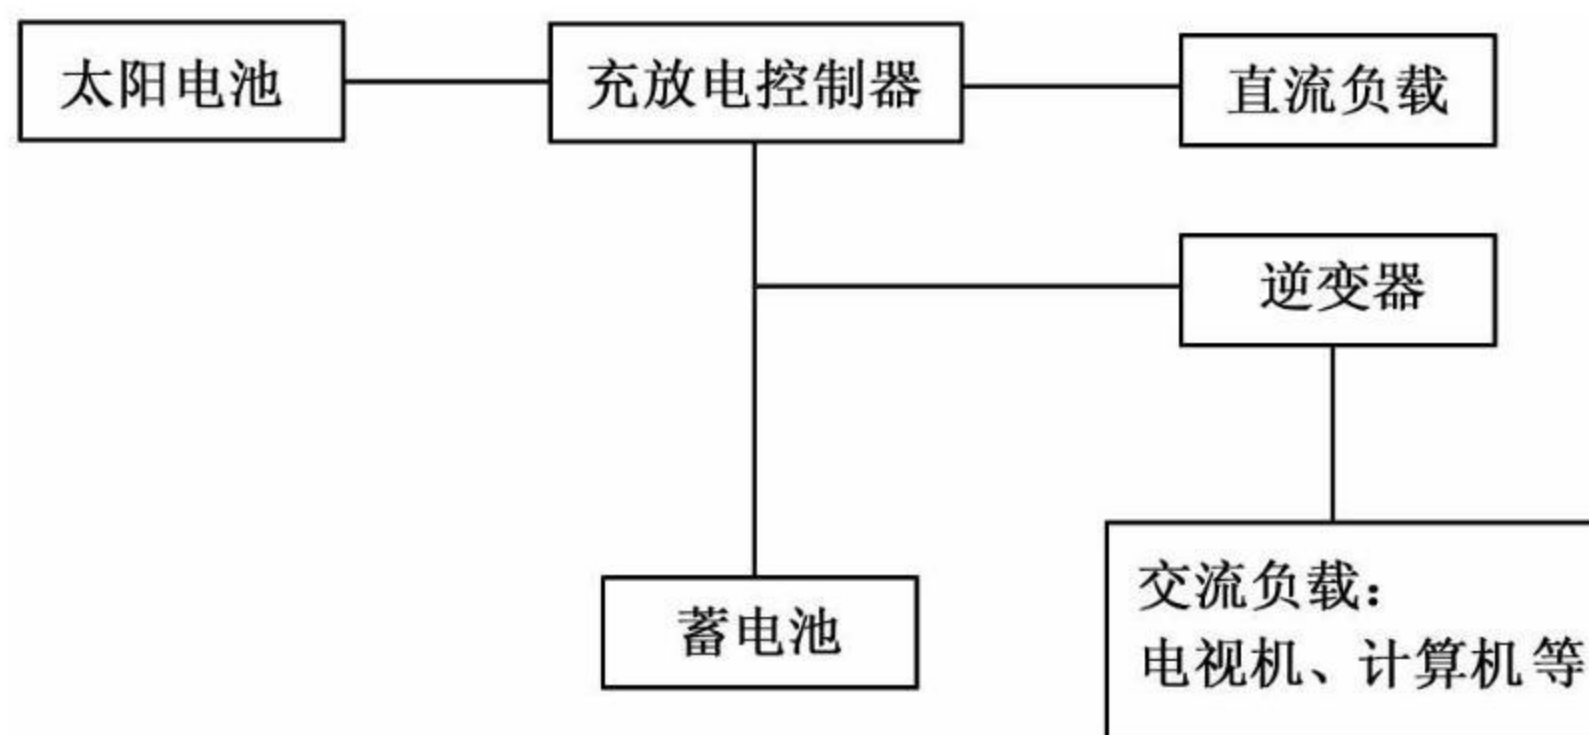 太阳电池
充放电控制器
直流负载
逆变器
蓄电池
交流负载：
电视机、计算机等